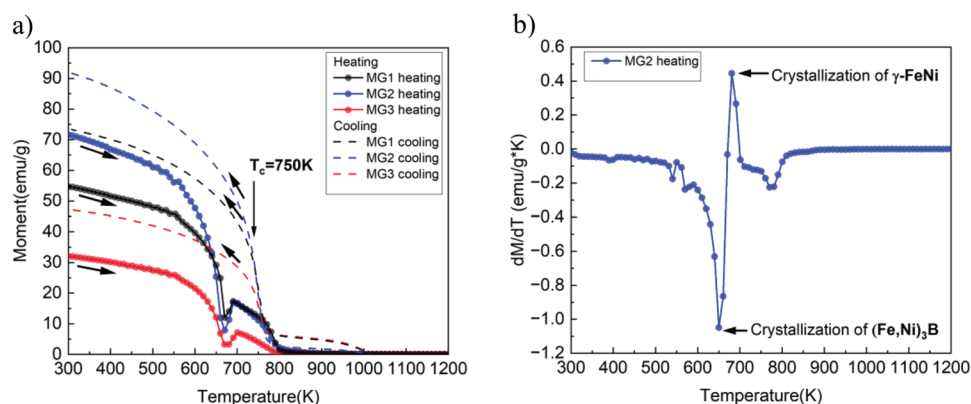 a)
100
90
80
70
60
50
40
30
20
10
0
Moment(emu/g)
Heating
MG1 heating
MG2 heating
MG3 heating
Cooling
MG1 cooling
MG2 cooling
MG3 cooling
Tc=750K
300 400 500 600 700 800 900 1000 1100 1200
Temperature(K)
b)
0.6
0.4
0.2
0.0
−0.2
−0.4
−0.6
−0.8
−1.0
−1.2
dM/dT (emu/g*K)
MG2 heating
Crystallization of γ-FeNi
Crystallization of (Fe,Ni)₃B
300 400 500 600 700 800 900 1000 1100 1200
Temperature(K)